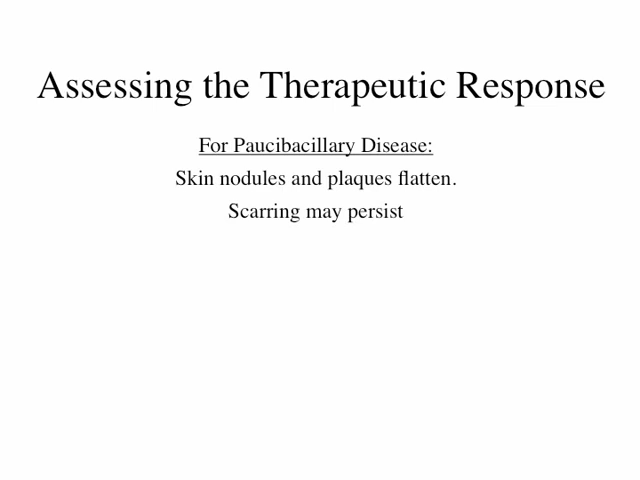 Assessing the Therapeutic Response
For Paucibacillary Disease:
Skin nodules and plaques flatten.
Scarring may persist